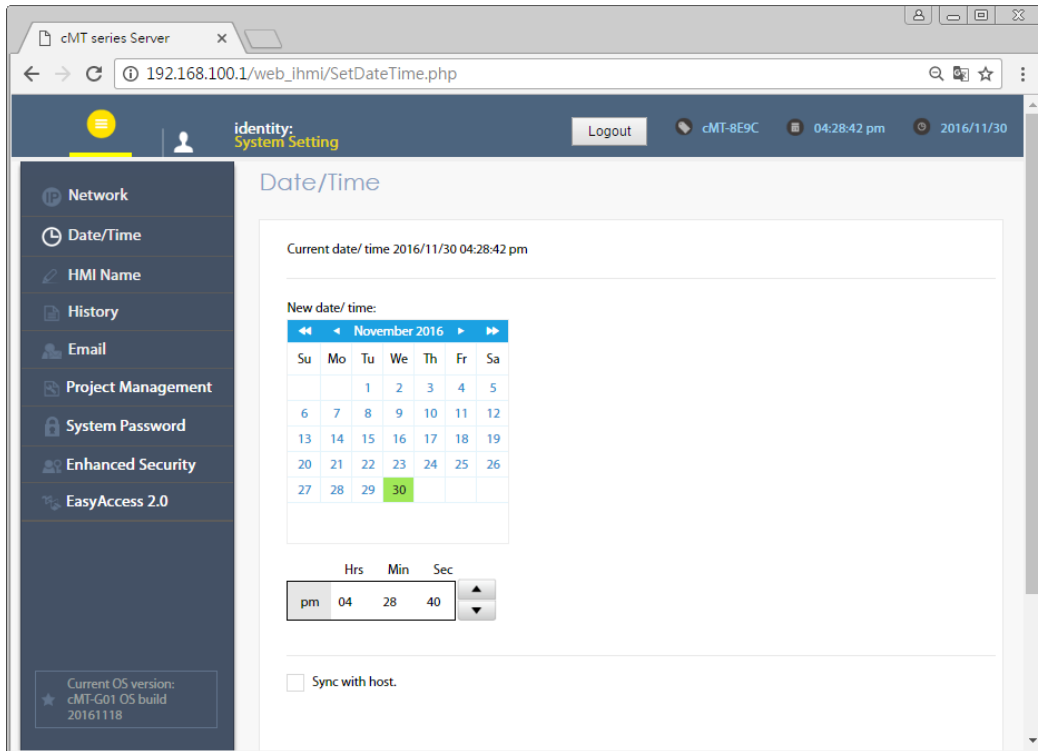 cMT series Server
192.168.100.1/web_ihmi/SetDateTime.php
identity:
System Setting
Logout
cMT-8E9C
04:28:42 pm
2016/11/30
IP Network
Date/Time
HMI Name
History
Email
Project Management
System Password
Enhanced Security
EasyAccess 2.0
Current OS version:
cMT-G01 OS build
20161118
Date/Time
Current date/ time 2016/11/30 04:28:42 pm
New date/ time:
November 2016
Su Mo Tu We Th Fr Sa
1 2 3 4 5
6 7 8 9 10 11 12
13 14 15 16 17 18 19
20 21 22 23 24 25 26
27 28 29 30
Hrs Min Sec
pm 04 28 40
Sync with host.